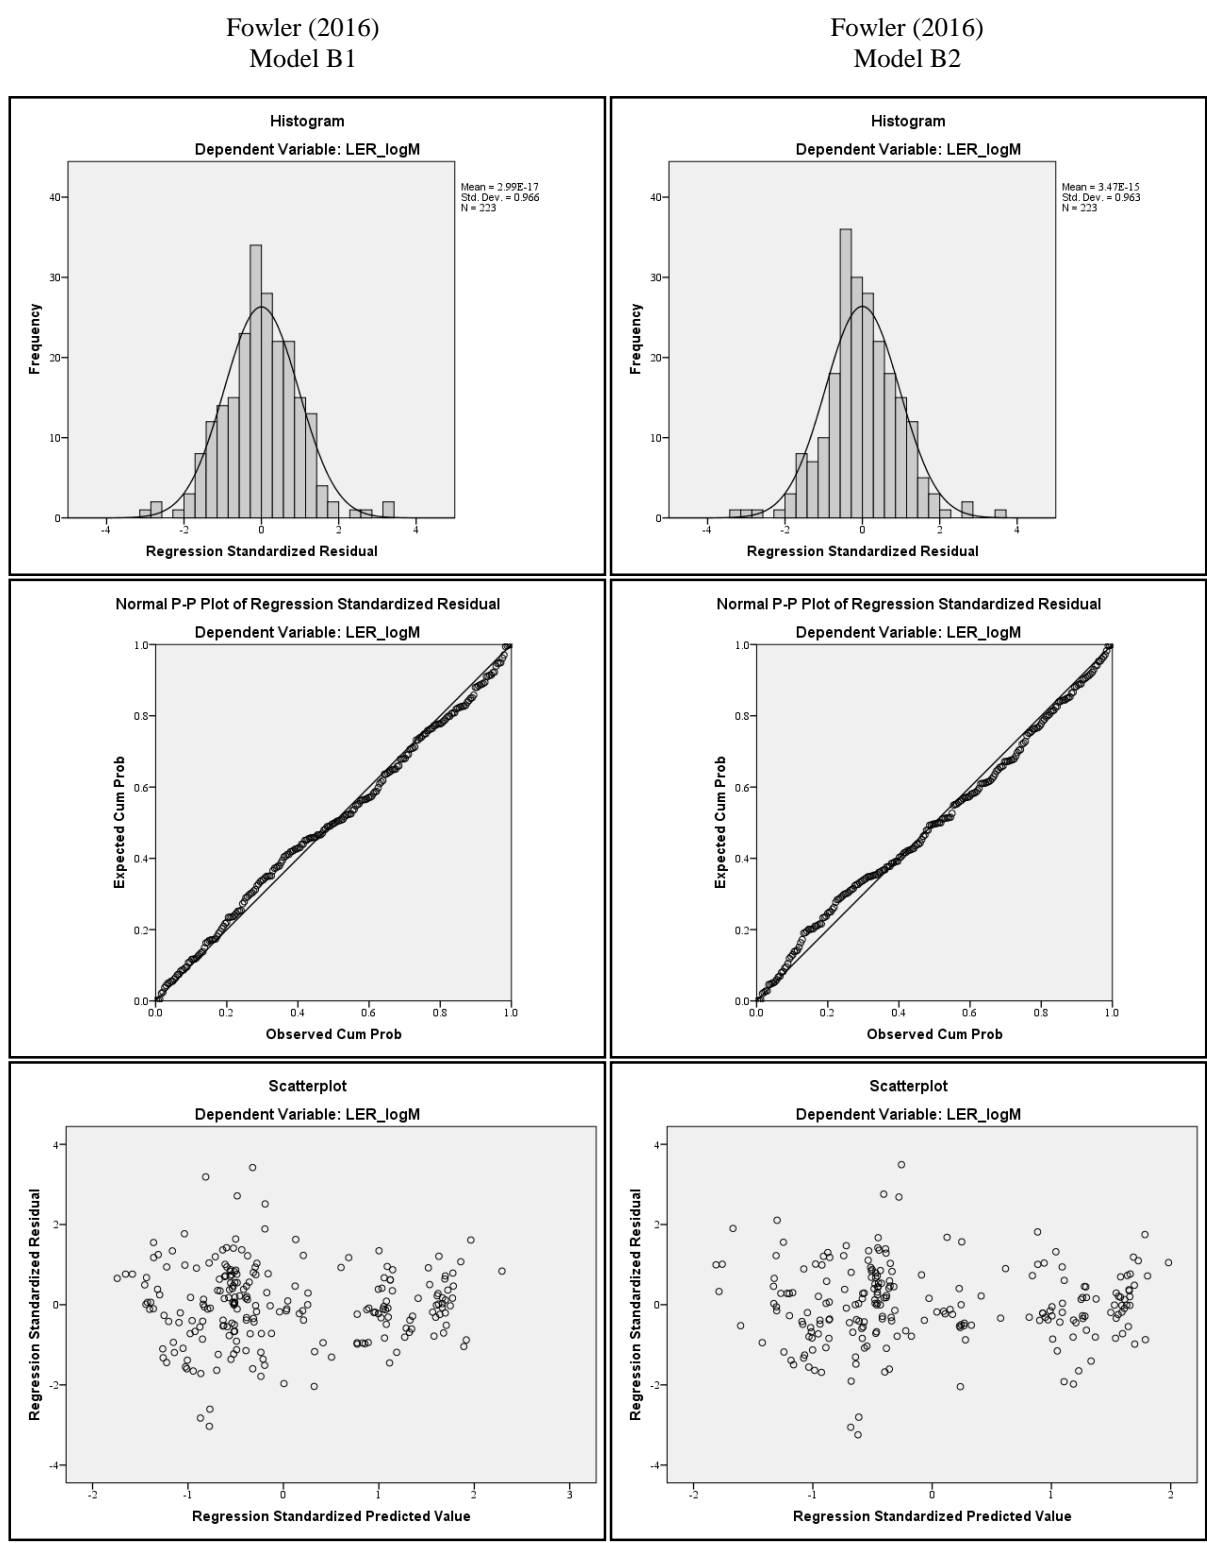 Fowler (2016)
Model B1
Fowler (2016)
Model B2
Histogram
Dependent Variable: LER_logM
Mean = 2.99E-17
Std. Dev. = 0.966
N = 223
40
30
20
10
0
Frequency
-4 -2 0 2 4
Regression Standardized Residual
Histogram
Dependent Variable: LER_logM
Mean = 3.47E-15
Std. Dev. = 0.963
N = 223
40
30
20
10
0
Frequency
-4 -2 0 2 4
Regression Standardized Residual
Normal P-P Plot of Regression Standardized Residual
Dependent Variable: LER_logM
1.0
0.8
0.6
0.4
0.2
0.0
Expected Cum Prob
0.0 0.2 0.4 0.6 0.8 1.0
Observed Cum Prob
Normal P-P Plot of Regression Standardized Residual
Dependent Variable: LER_logM
1.0
0.8
0.6
0.4
0.2
0.0
Expected Cum Prob
0.0 0.2 0.4 0.6 0.8 1.0
Observed Cum Prob
Scatterplot
Dependent Variable: LER_logM
4
2
0
-2
-4
Regression Standardized Residual
-2 -1 0 1 2 3
Regression Standardized Predicted Value
Scatterplot
Dependent Variable: LER_logM
4
2
0
-2
-4
Regression Standardized Residual
-2 -1 0 1 2
Regression Standardized Predicted Value